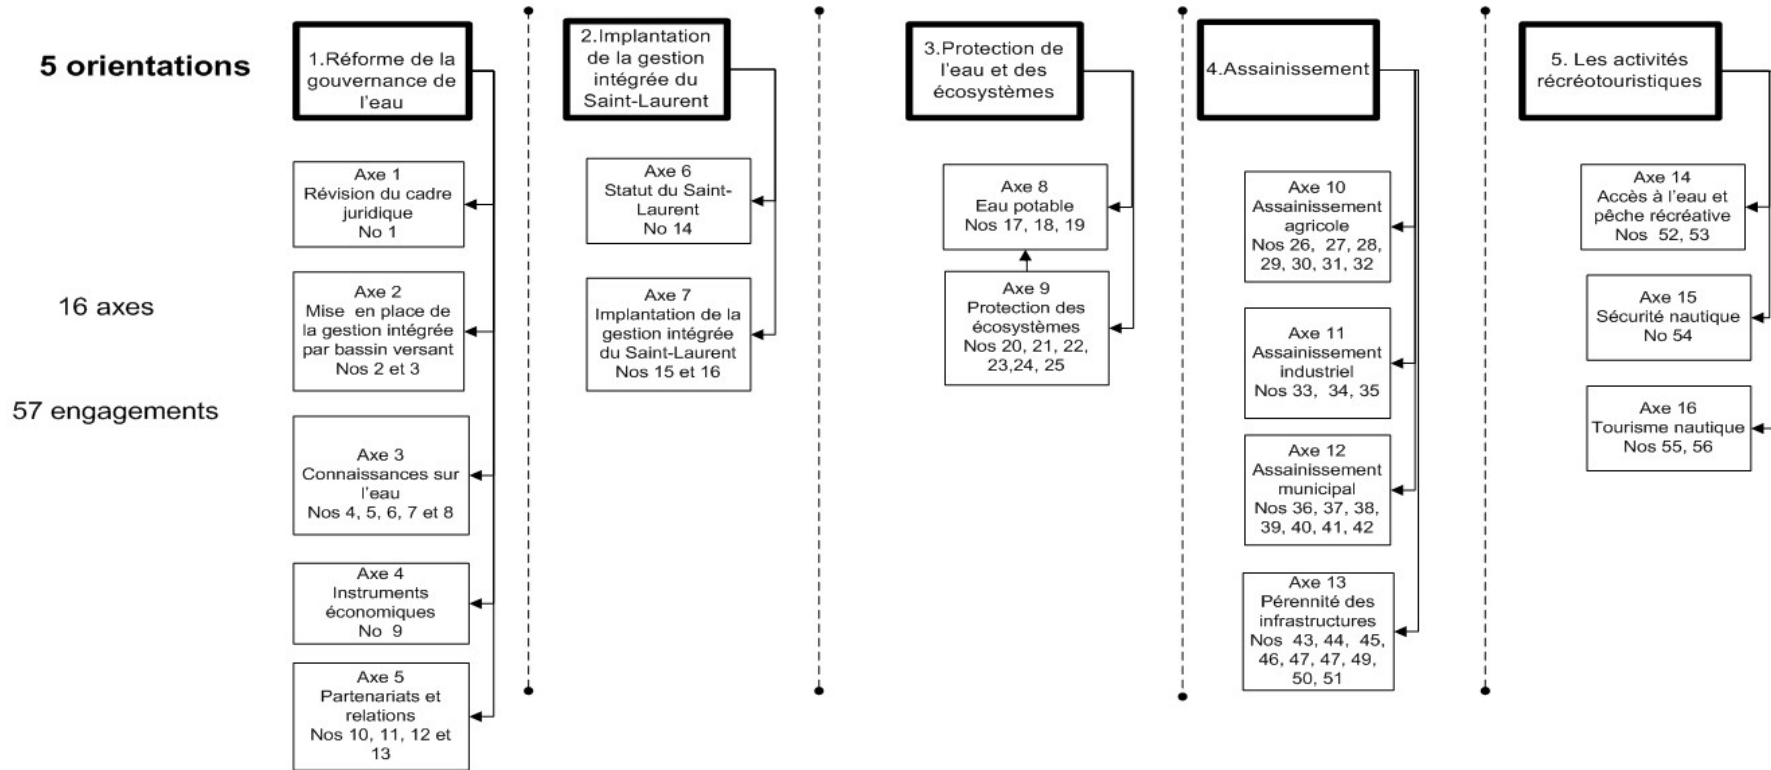 5 orientations
16 axes
57 engagements
1.Réforme de la
gouvernance de
l'eau
Axe 1
Révision du cadre
juridique
No 1
Axe 2
Mise en place de
la gestion intégrée
par bassin versant
Nos 2 et 3
Axe 3
Connaissances sur
l'eau
Nos 4, 5, 6, 7 et 8
Axe 4
Instruments
économiques
No 9
Axe 5
Partenariats et
relations
Nos 10, 11, 12 et
13
2.Implantation
de la gestion
intégrée du
Saint-Laurent
Axe 6
Statut du Saint-
Laurent
No 14
Axe 7
Implantation de la
gestion intégrée
du Saint-Laurent
Nos 15 et 16
3.Protection de
l'eau et des
écosystèmes
Axe 8
Eau potable
Nos 17, 18, 19
Axe 9
Protection des
écosystèmes
Nos 20, 21, 22,
23,24, 25
4.Assainissement
Axe 10
Assainissement
agricole
Nos 26, 27, 28,
29, 30, 31, 32
Axe 11
Assainissement
industriel
Nos 33, 34, 35
Axe 12
Assainissement
municipal
Nos 36, 37, 38,
39, 40, 41, 42
Axe 13
Pérennité des
infrastructures
Nos 43, 44, 45,
46, 47, 47, 49,
50, 51
5. Les activités
récréotouristiques
Axe 14
Accès à l'eau et
pêche récréative
Nos 52, 53
Axe 15
Sécurité nautique
No 54
Axe 16
Tourisme nautique
Nos 55, 56